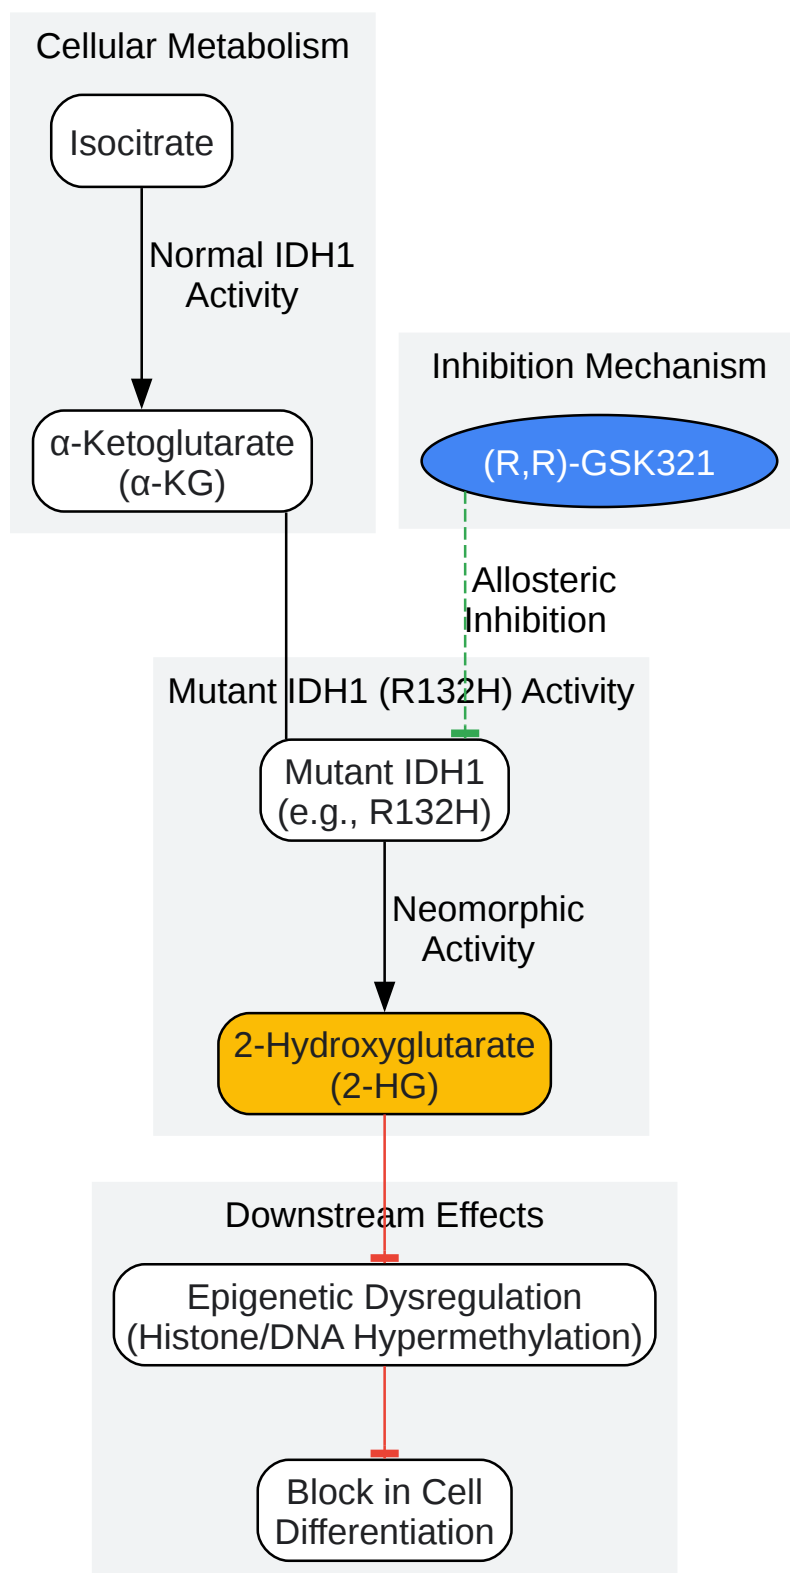 Cellular Metabolism
Isocitrate
Normal IDH1
Activity
α-Ketoglutarate
(α-KG)
Inhibition Mechanism
(R,R)-GSK321
Allosteric
Inhibition
Mutant IDH1 (R132H) Activity
Mutant IDH1
(e.g., R132H)
Neomorphic
Activity
2-Hydroxyglutarate
(2-HG)
Downstream Effects
Epigenetic Dysregulation
(Histone/DNA Hypermethylation)
Block in Cell
Differentiation